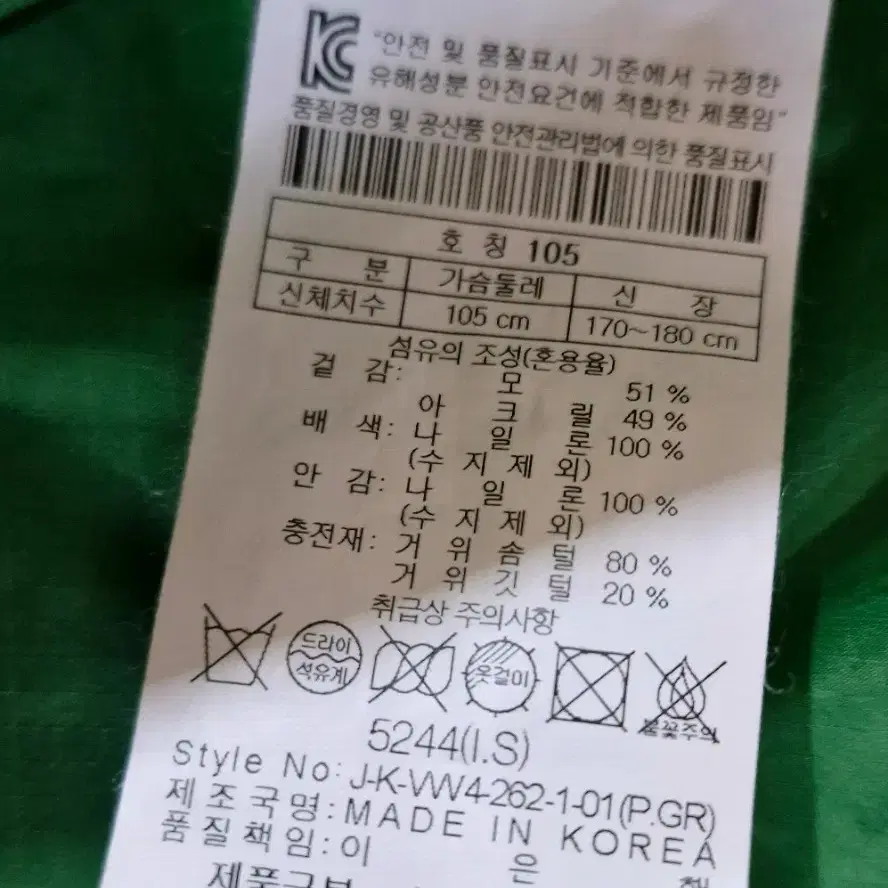 KC
"안전 및 품질표시 기준에서 규정한
유해성분 안전요건에 적합한 제품임"
품질경영 및 공산품 안전관리법에 의한 품질표시
호 칭 105
구 분 가슴둘레 신 장
신체치수 105 cm 170~180 cm
섬유의 조성(혼용율)
겉 감: 모 51 %
아 크 릴 49 %
배 색: 나 일 론 100 %
(수 지 제 외)
안 감: 나 일 론 100 %
(수 지 제 외)
충전재: 거 위 솜 털 80 %
거 위 깃 털 20 %
취급상 주의사항
드라이
석유계
옷걸이
불꽃주의
5244(I.S)
Style No: J-K-VW4-262-1-01(P.GR)
제 조 국 명 : MADE IN KOREA
품 질 책 임 : 이 은